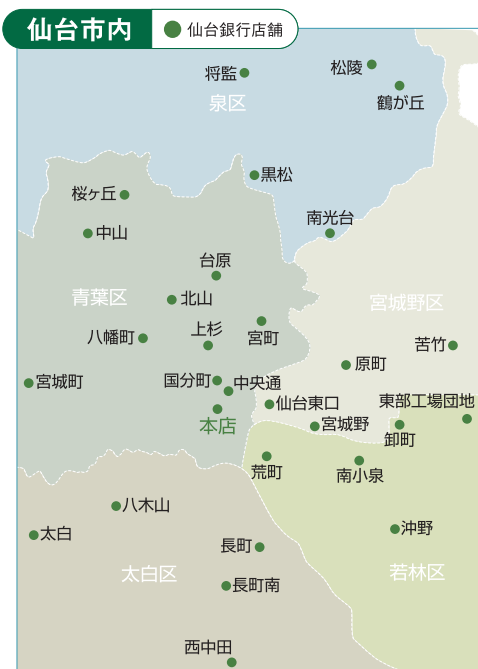 仙台市内
仙台銀行店舗
将監
松陵
鶴が丘
泉区
黒松
桜ヶ丘
中山
南光台
台原
青葉区
北山
宮城野区
八幡町
上杉
宮町
苦竹
原町
宮城町
国分町
中央通
仙台東口
東部工場団地
本店
宮城野
卸町
荒町
南小泉
八木山
太白
沖野
長町
太白区
若林区
長町南
西中田